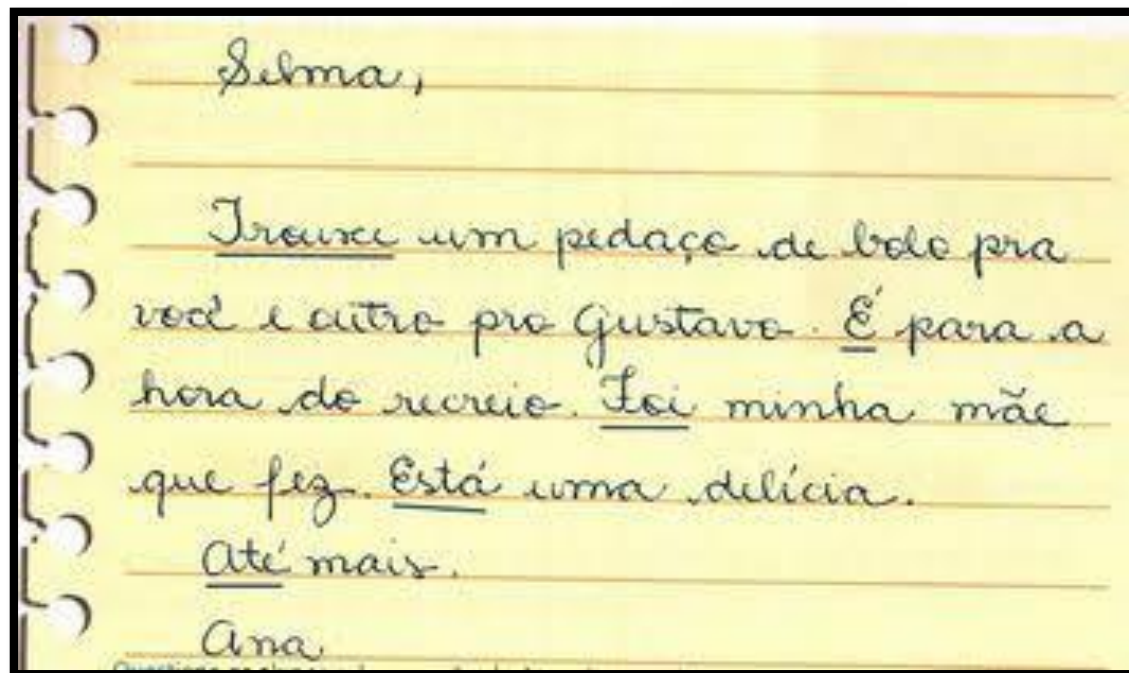 Selma,
Trouxe um pedaço de bolo pra
você e outro pro Gustavo. É para a
hora do recreio. Foi minha mãe
que fez. Está uma delícia.
Até mais.
Ana.